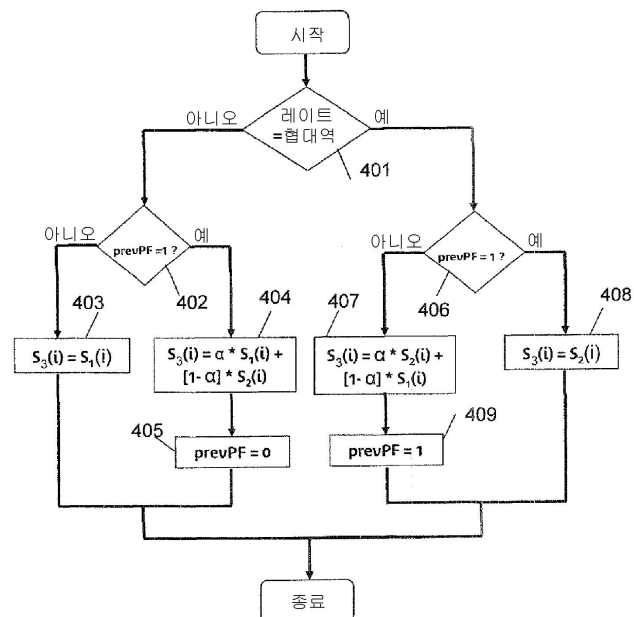 시작
레이트
=협대역
아니오
예
401
prevPF =1 ?
아니오
예
402
prevPF = 1 ?
아니오
예
406
403
S₃(i) = S₁(i)
404
S₃(i) = α * S₁(i) +
[1- α] * S₂(i)
407
S₃(i) = α * S₂(i) +
[1- α] * S₁(i)
408
S₃(i) = S₂(i)
405
prevPF = 0
409
prevPF = 1
종료